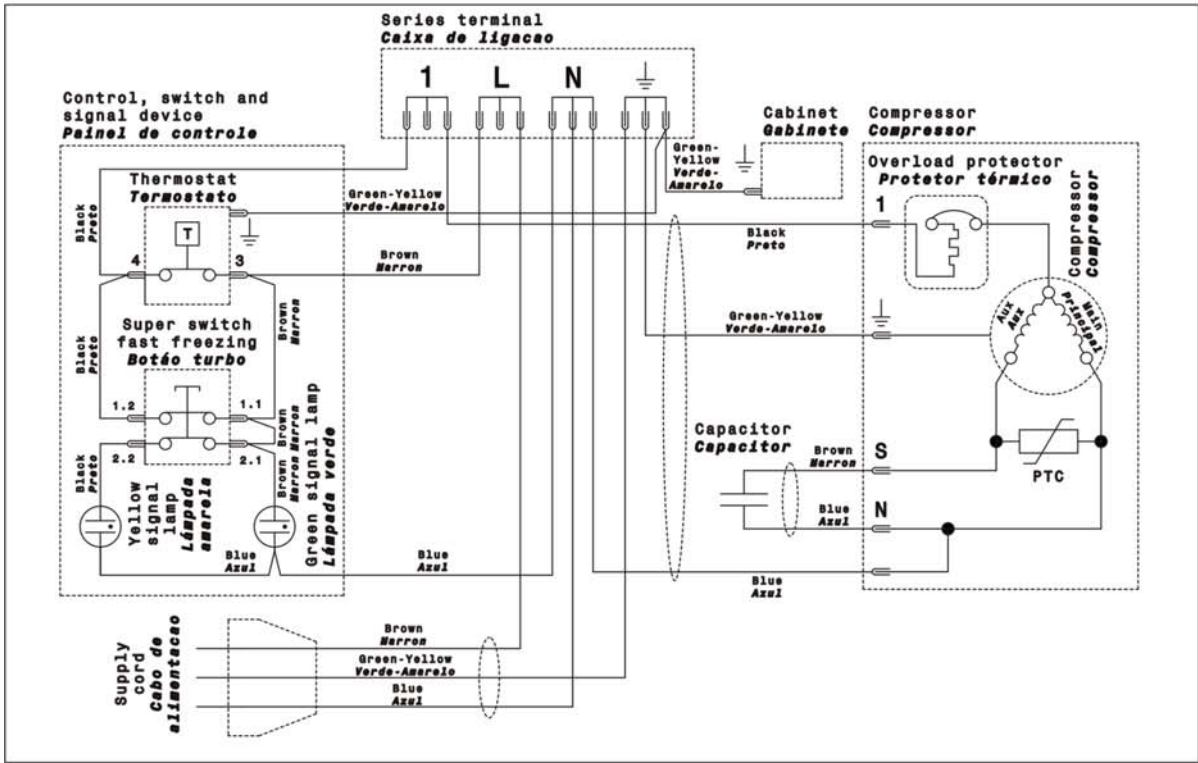 Series terminal
Caixa de ligacao
1 L N
Control, switch and
signal device
Painel de controle
Cabinet
Gabinete
Compressor
Compressor
Thermostat
Termostato
Green-Yellow
Verde-Amarelo
Green-
Yellow
Verde-
Amarelo
Overload protector
Protetor térmico
Black
Preto
T
4
3
Brown
Marron
Black
Preto
1
Compressor
Compressor
Green-Yellow
Verde-Amarelo
Aux
Aux
Main
Principal
Super switch
fast freezing
Botáo turbo
Black
Preto
Brown
Marron
1.2
1.1
2.2
2.1
Brown
Marron
Brown
Marron
Black
Preto
Yellow
signal
lamp
Lámpada
amarela
Green signal lamp
Lámpada verde
Capacitor
Capacitor
Brown
Marron
S
PTC
Blue
Azul
N
Blue
Azul
Blue
Azul
Blue
Azul
Supply
cord
Cabo de
alimentacao
Brown
Marron
Green-Yellow
Verde-Amarelo
Blue
Azul